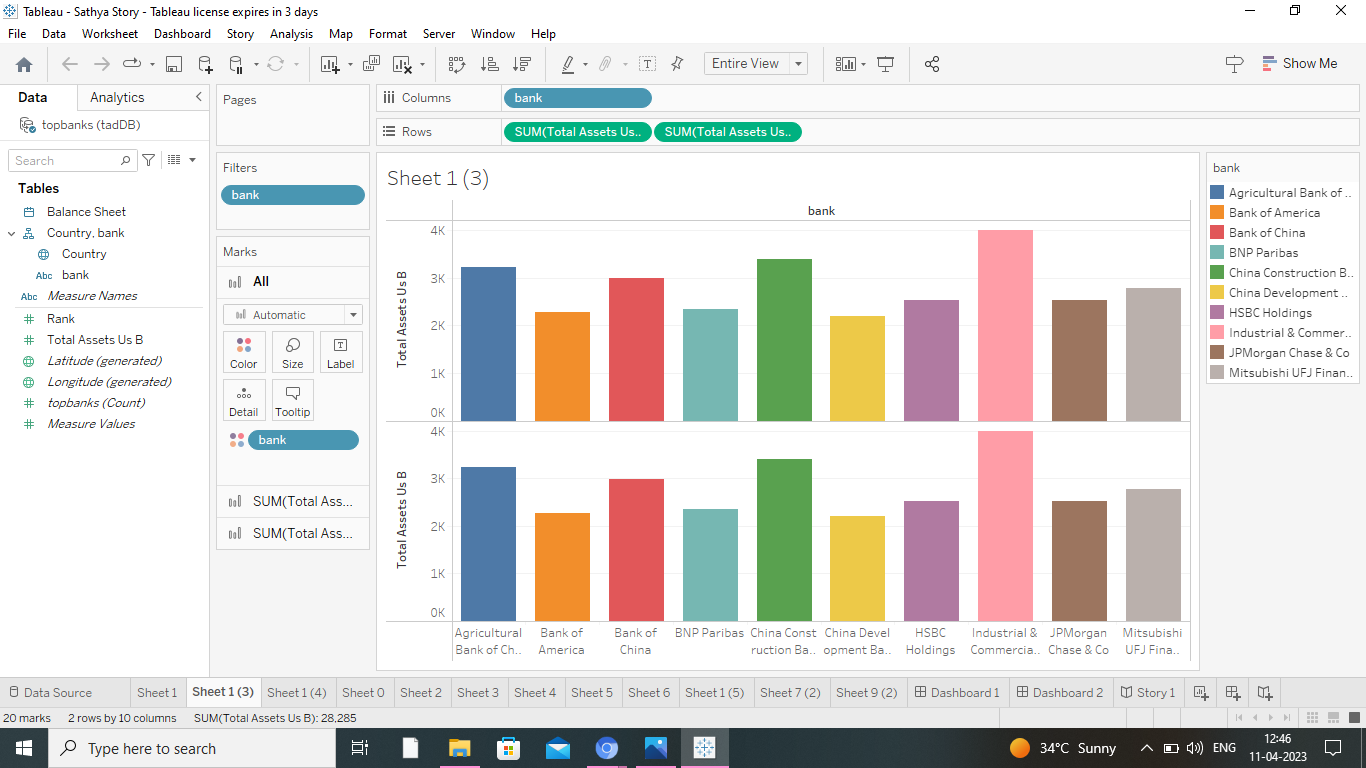 Tableau - Sathya Story - Tableau license expires in 3 days
File Data Worksheet Dashboard Story Analysis Map Format Server Window Help
Entire View
Show Me
Data Analytics
topbanks (tadDB)
Search
Tables
Balance Sheet
Country, bank
Country
Abc bank
Abc Measure Names
Rank
Total Assets Us B
Latitude (generated)
Longitude (generated)
topbanks (Count)
Measure Values
Pages
Filters
bank
Marks
All
Automatic
Color Size Label
Detail Tooltip
bank
SUM(Total Ass...
SUM(Total Ass...
Columns bank
Rows SUM(Total Assets Us.. SUM(Total Assets Us..
Sheet 1 (3)
bank
Total Assets Us B
4K
3K
2K
1K
0K
Total Assets Us B
4K
3K
2K
1K
0K
Agricultural Bank of Ch..
Bank of America
Bank of China
BNP Paribas
China Const ruction Ba..
China Devel opment Ba..
HSBC Holdings
Industrial & Commercia..
JPMorgan Chase & Co
Mitsubishi UFJ Fina..
bank
Agricultural Bank of ..
Bank of America
Bank of China
BNP Paribas
China Construction B..
China Development ..
HSBC Holdings
Industrial & Commer..
JPMorgan Chase & Co
Mitsubishi UFJ Finan..
Data Source Sheet 1 Sheet 1 (3) Sheet 1 (4) Sheet 0 Sheet 2 Sheet 3 Sheet 4 Sheet 5 Sheet 6 Sheet 1 (5) Sheet 7 (2) Sheet 9 (2) Dashboard 1 Dashboard 2 Story 1
20 marks 2 rows by 10 columns SUM(Total Assets Us B): 28,285
Type here to search
34°C Sunny
ENG
12:46
11-04-2023